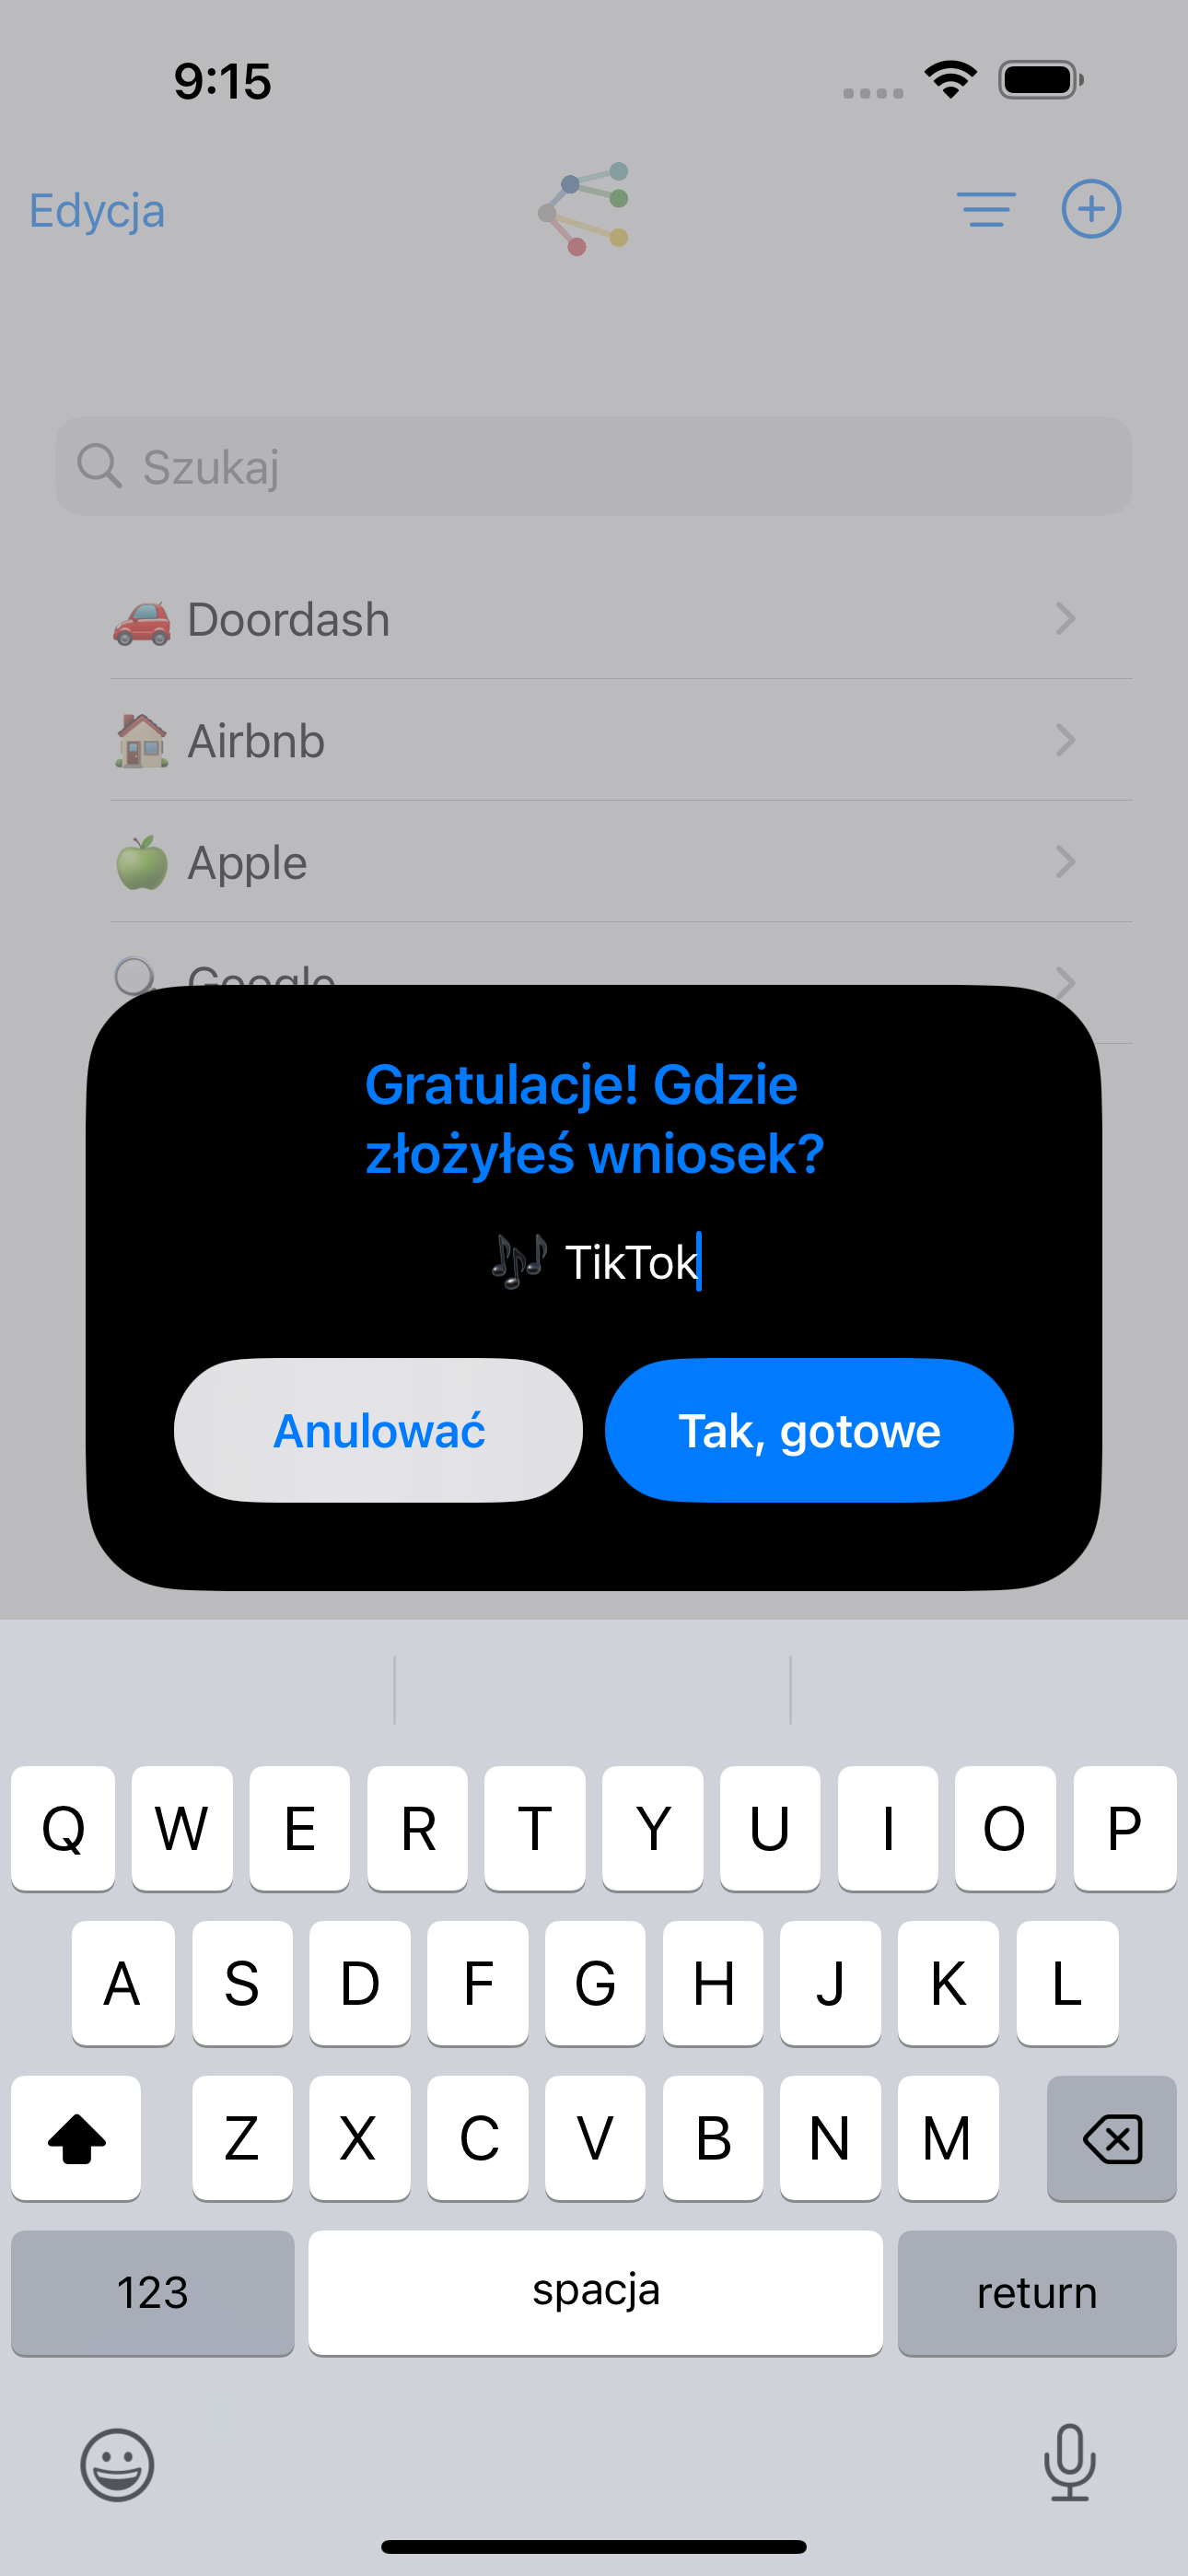 9:15
Edycja
Szukaj
🚗 Doordash
🏠 Airbnb
🍏 Apple
🔍 Google
Gratulacje! Gdzie
złożyłeś wniosek?
🎶 TikTok
Anulować
Tak, gotowe
Q W E R T Y U I O P
A S D F G H J K L
Z X C V B N M
123 spacja return